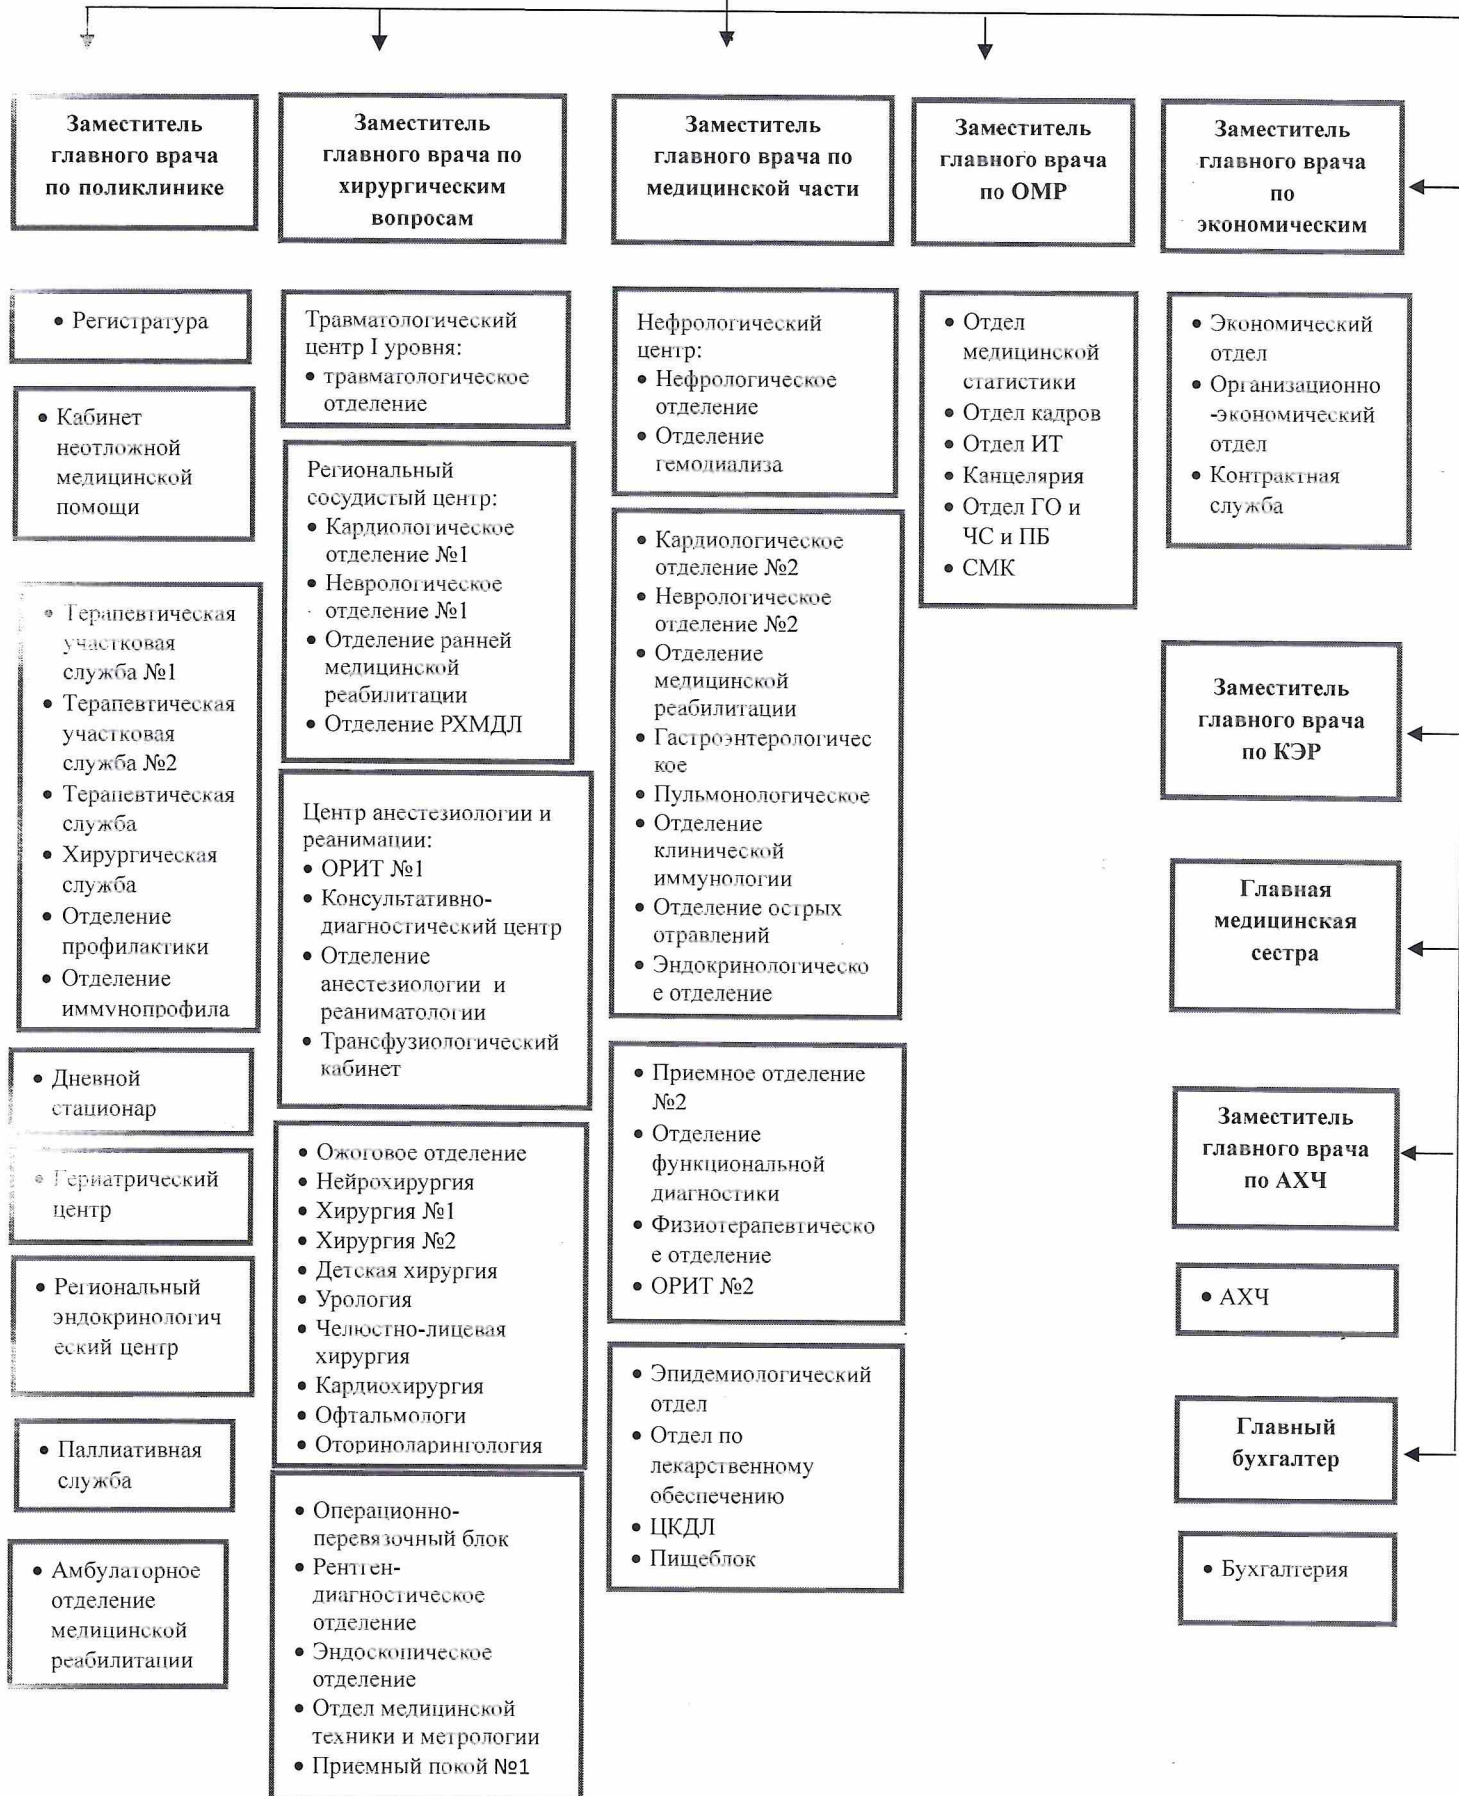 Заместитель
главного врача
по поликлинике
• Регистратура
• Кабинет
неотложной
медицинской
помощи
• Терапевтическая
участковая
служба №1
• Терапевтическая
участковая
служба №2
• Терапевтическая
служба
• Хирургическая
служба
• Отделение
профилактики
• Отделение
иммунопрофила
• Дневной
стационар
• Гериатрический
центр
• Региональный
эндокринологич
еский центр
• Паллиативная
служба
• Амбулаторное
отделение
медицинской
реабилитации
Заместитель
главного врача по
хирургическим
вопросам
Травматологический
центр I уровня:
• травматологическое
отделение
Региональный
сосудистый центр:
• Кардиологическое
отделение №1
• Неврологическое
отделение №1
• Отделение ранней
медицинской
реабилитации
• Отделение РХМДЛ
Центр анестезиологии и
реанимации:
• ОРИТ №1
• Консультативно-
диагностический центр
• Отделение
анестезиологии и
реаниматологии
• Трансфузиологический
кабинет
• Ожоговое отделение
• Нейрохирургия
• Хирургия №1
• Хирургия №2
• Детская хирургия
• Урология
• Челюстно-лицевая
хирургия
• Кардиохирургия
• Офтальмологи
• Оториноларингология
• Операционно-
перевязочный блок
• Рентген-
диагностическое
отделение
• Эндоскопическое
отделение
• Отдел медицинской
техники и метрологии
• Приемный покой №1
Заместитель
главного врача по
медицинской части
Нефрологический
центр:
• Нефрологическое
отделение
• Отделение
гемодиализа
• Кардиологическое
отделение №2
• Неврологическое
отделение №2
• Отделение
медицинской
реабилитации
• Гастроэнтерологичес
кое
• Пульмонологическое
• Отделение
клинической
иммунологии
• Отделение острых
отравлений
• Эндокринологическо
е отделение
• Приемное отделение
№2
• Отделение
функциональной
диагностики
• Физиотерапевтическо
е отделение
• ОРИТ №2
• Эпидемиологический
отдел
• Отдел по
лекарственному
обеспечению
• ЦКДЛ
• Пищеблок
Заместитель
главного врача
по ОМР
• Отдел
медицинской
статистики
• Отдел кадров
• Отдел ИТ
• Канцелярия
• Отдел ГО и
ЧС и ПБ
• СМК
Заместитель
главного врача
по
экономическим
• Экономический
отдел
• Организационно
-экономический
отдел
• Контрактная
служба
Заместитель
главного врача
по КЭР
Главная
медицинская
сестра
Заместитель
главного врача
по АХЧ
• АХЧ
Главный
бухгалтер
• Бухгалтерия